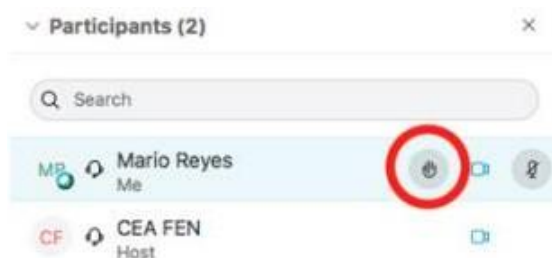 Participants (2)
Search
MR Mario Reyes
Me
CF CEA FEN
Host